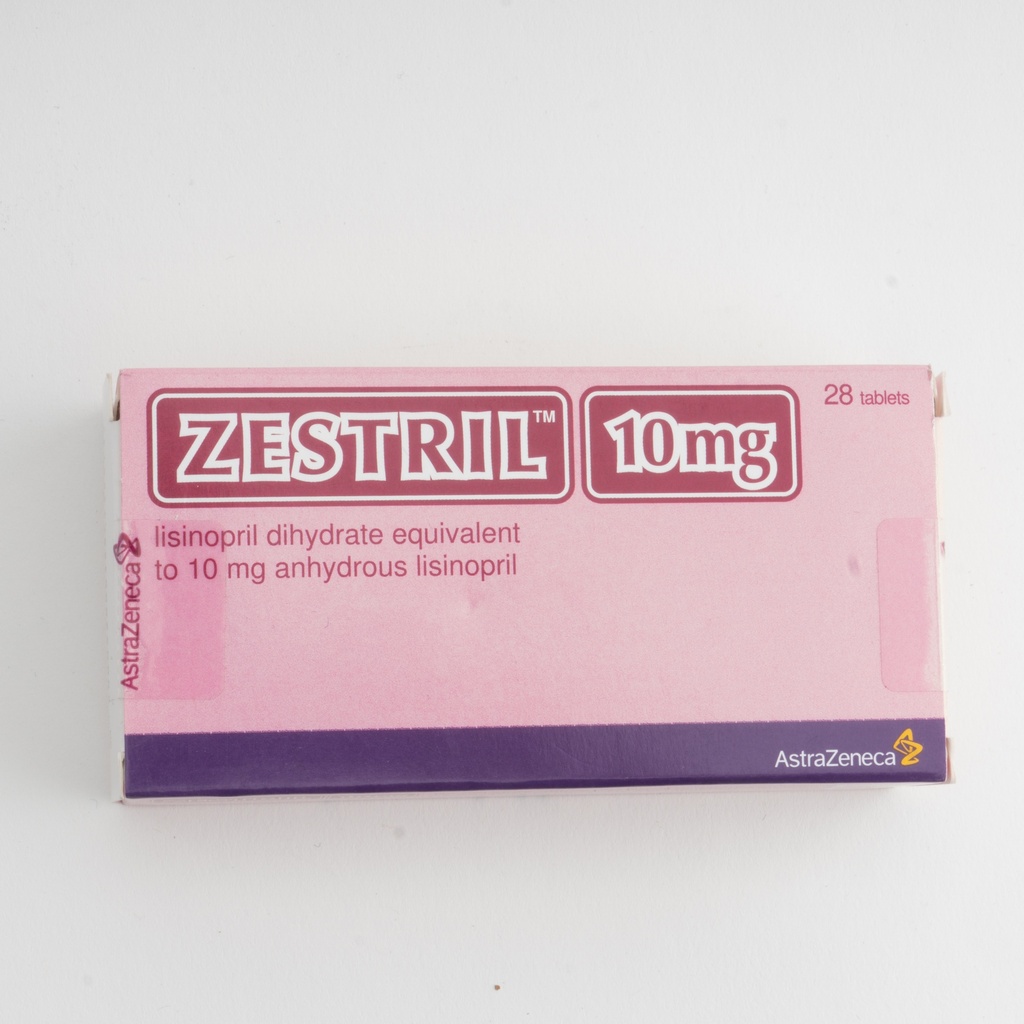 ZESTRIL™ 10mg
28 tablets
lisinopril dihydrate equivalent
to 10 mg anhydrous lisinopril
AstraZeneca
AstraZeneca